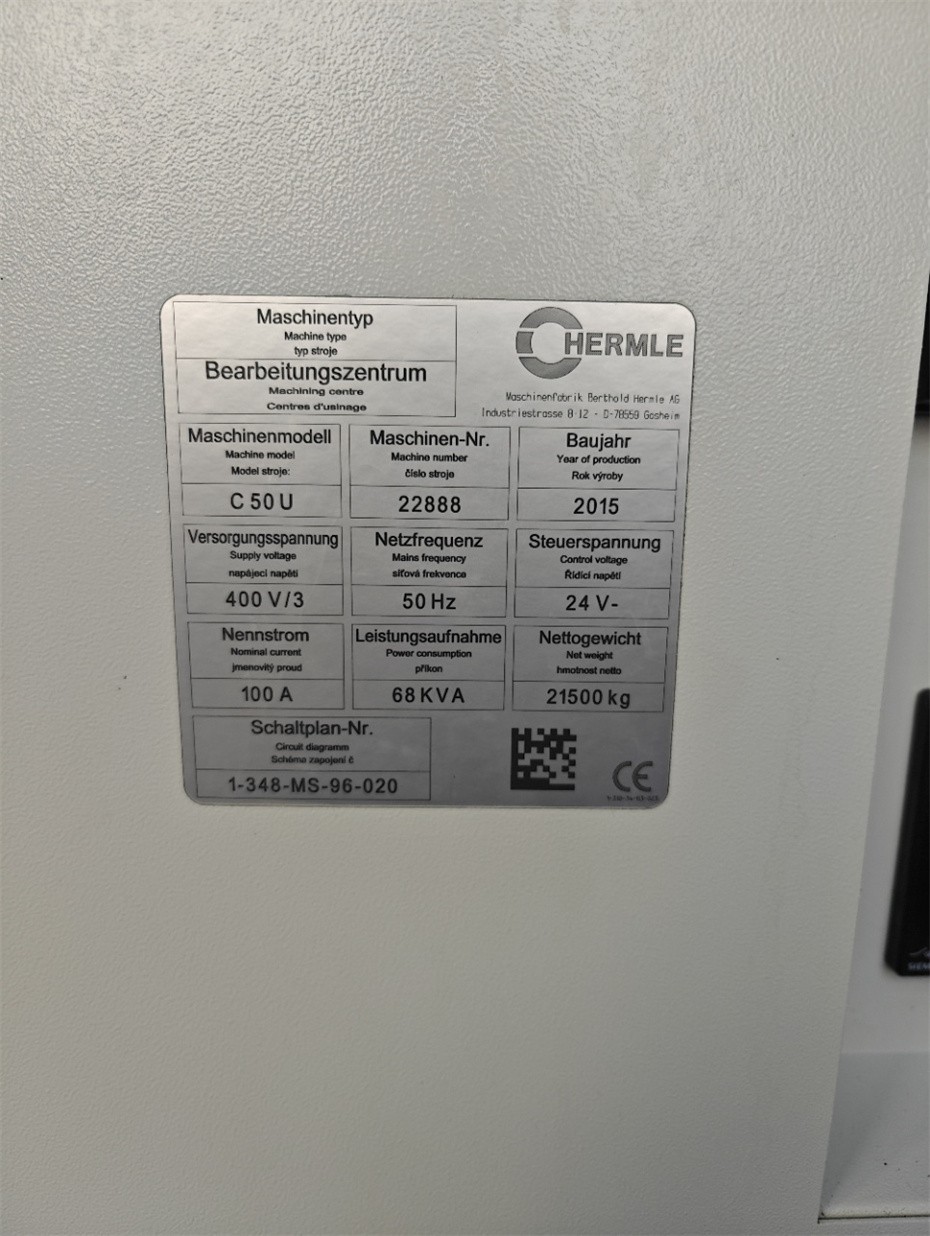 Maschinentyp
Machine type
typ stroje
Bearbeitungszentrum
Machining centre
Centres d'usinage
HERMLE
Maschinenfabrik Berthold Hermle AG
Industriestrasse 8-12 - D-78559 Gosheim
Maschinenmodell
Machine model
Model stroje:
C 50 U
Maschinen-Nr.
Machine number
číslo stroje
22888
Baujahr
Year of production
Rok výroby
2015
Versorgungsspannung
Supply voltage
napájecí napětí
400 V/3
Netzfrequenz
Mains frequency
síťová frekvence
50 Hz
Steuerspannung
Control voltage
Řídící napětí
24 V-
Nennstrom
Nominal current
jmenovitý proud
100 A
Leistungsaufnahme
Power consumption
příkon
68 KVA
Nettogewicht
Net weight
hmotnost netto
21500 kg
Schaltplan-Nr.
Circuit diagramm
Schéma zapojení č
1-348-MS-96-020
CE